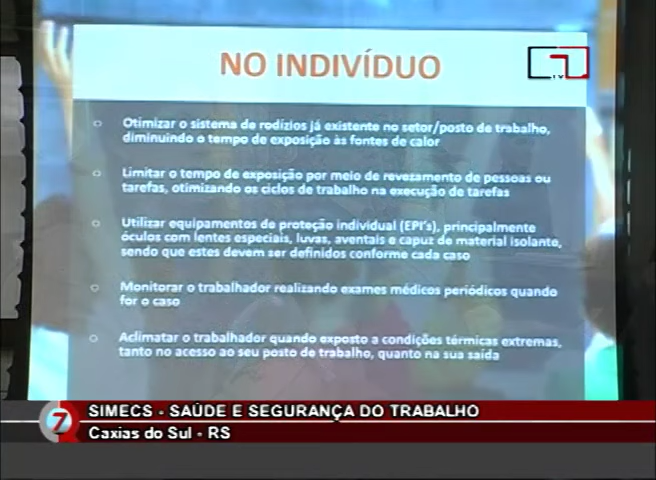 NO INDIVÍDUO
7
TV
Otimizar o sistema de rodízios já existente no setor/posto de trabalho,
diminuindo o tempo de exposição às fontes de calor
Limitar o tempo de exposição por meio de revezamento de pessoas ou
tarefas, otimizando os ciclos de trabalho na execução de tarefas
Utilizar equipamentos de proteção individual (EPI's), principalmente
óculos com lentes especiais, luvas, aventais e capuz de material isolante,
sendo que estes devem ser definidos conforme cada caso
Monitorar o trabalhador realizando exames médicos periódicos quando
for o caso
Aclimatar o trabalhador quando exposto a condições térmicas extremas,
tanto no acesso ao seu posto de trabalho, quanto na sua saída
7
SIMECS - SAÚDE E SEGURANÇA DO TRABALHO
Caxias do Sul - RS